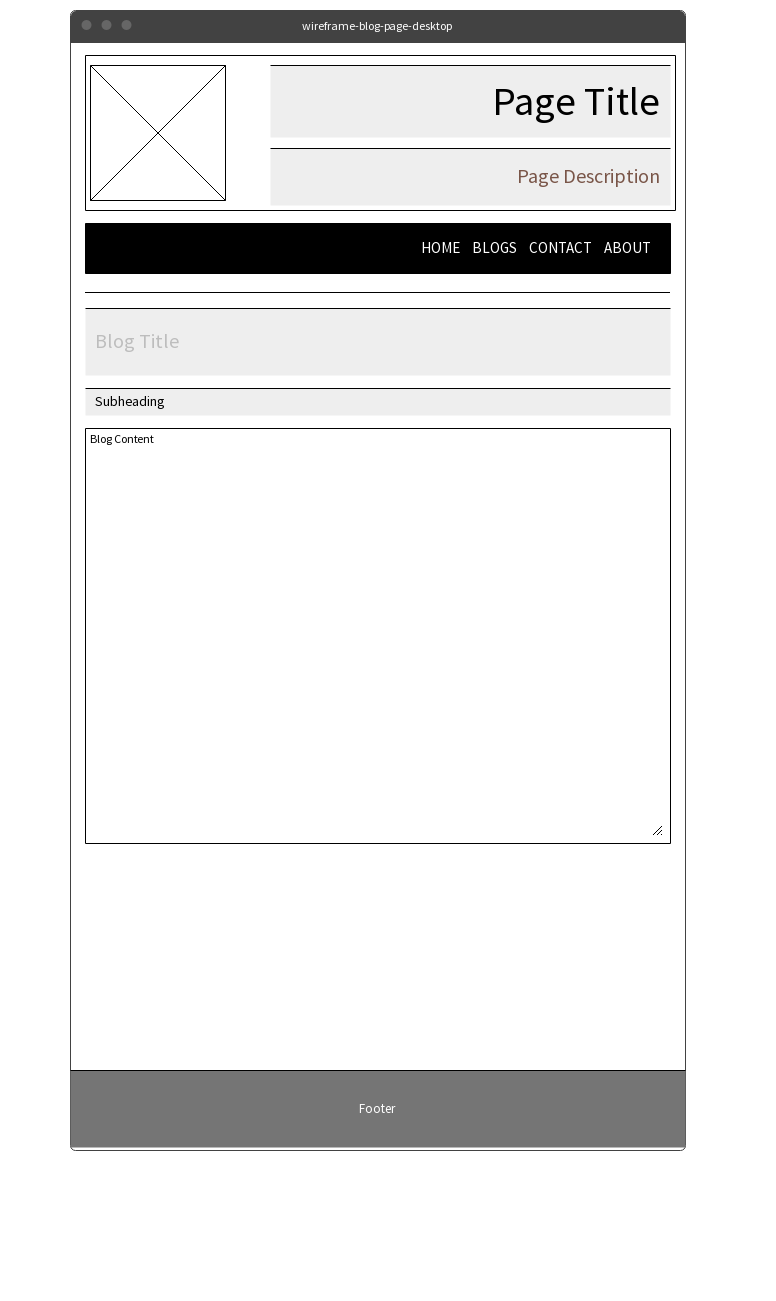 wireframe-blog-page-desktop
Page Title
Page Description
HOME BLOGS CONTACT ABOUT
Blog Title
Subheading
Blog Content
Footer